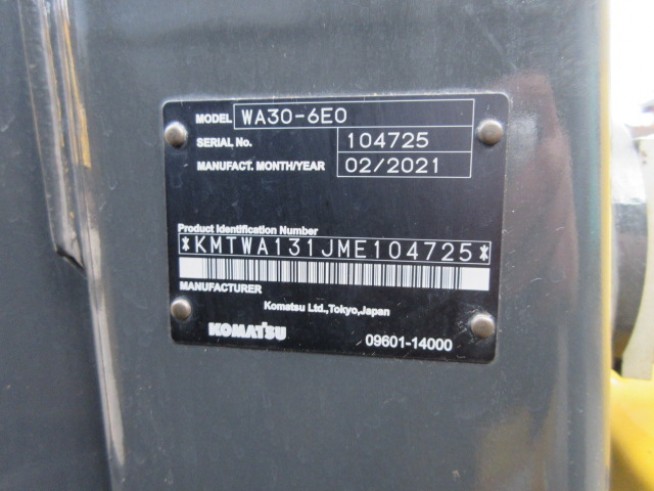 MODEL WA30-6E0
SERIAL No. 104725
MANUFACT. MONTH/YEAR 02/2021
Product Identification Number
*KMTWA131JME104725*
MANUFACTURER
Komatsu Ltd.,Tokyo,Japan
KOMATSU 09601-14000